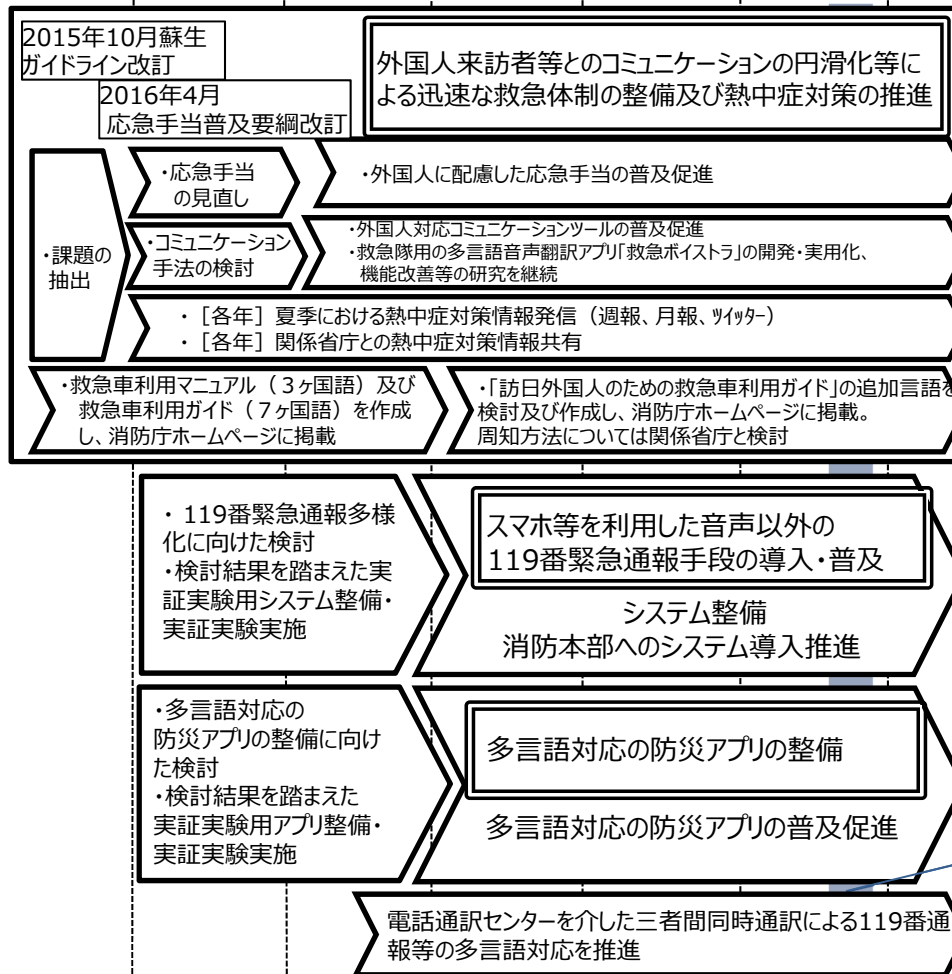 2015年10月蘇生
ガイドライン改訂
2016年4月
応急手当普及要綱改訂
外国人来訪者等とのコミュニケーションの円滑化等に
よる迅速な救急体制の整備及び熱中症対策の推進
・課題の
抽出
・応急手当
の見直し
・外国人に配慮した応急手当の普及促進
・コミュニケーション
手法の検討
・外国人対応コミュニケーションツールの普及促進
・救急隊用の多言語音声翻訳アプリ「救急ボイストラ」の開発・実用化、
機能改善等の研究を継続
・［各年］夏季における熱中症対策情報発信（週報、月報、ﾂｲｯﾀｰ）
・［各年］関係省庁との熱中症対策情報共有
・救急車利用マニュアル（３ヶ国語）及び
救急車利用ガイド（７ヶ国語）を作成
し、消防庁ホームページに掲載
・「訪日外国人のための救急車利用ガイド」の追加言語を
検討及び作成し、消防庁ホームページに掲載。
周知方法については関係省庁と検討
・ 119番緊急通報多様
化に向けた検討
・検討結果を踏まえた実
証実験用システム整備・
実証実験実施
スマホ等を利用した音声以外の
119番緊急通報手段の導入・普及
システム整備
消防本部へのシステム導入推進
・多言語対応の
防災アプリの整備に向け
た検討
・検討結果を踏まえた
実証実験用アプリ整備・
実証実験実施
多言語対応の防災アプリの整備
多言語対応の防災アプリの普及促進
電話通訳センターを介した三者間同時通訳による119番通
報等の多言語対応を推進